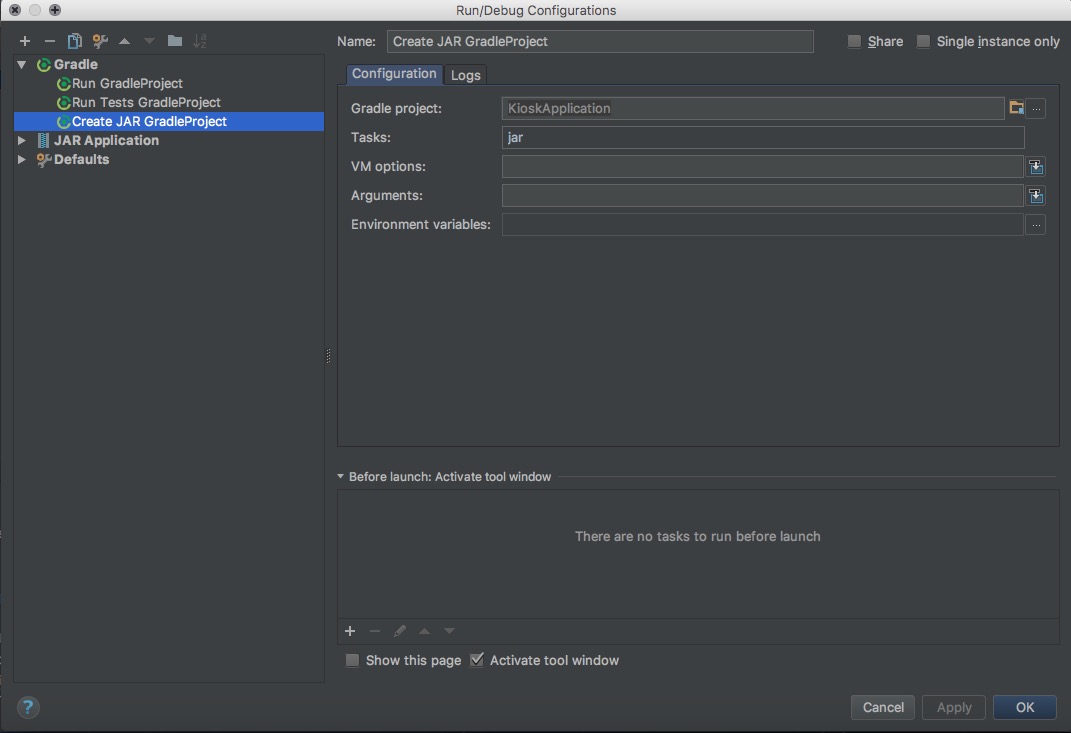 Run/Debug Configurations
Name: Create JAR GradleProject Share Single instance only
Gradle
Run GradleProject
Run Tests GradleProject
Create JAR GradleProject
JAR Application
Defaults
Configuration Logs
Gradle project: KioskApplication ...
Tasks: jar
VM options:
Arguments:
Environment variables: ...
Before launch: Activate tool window
There are no tasks to run before launch
Show this page Activate tool window
? Cancel Apply OK